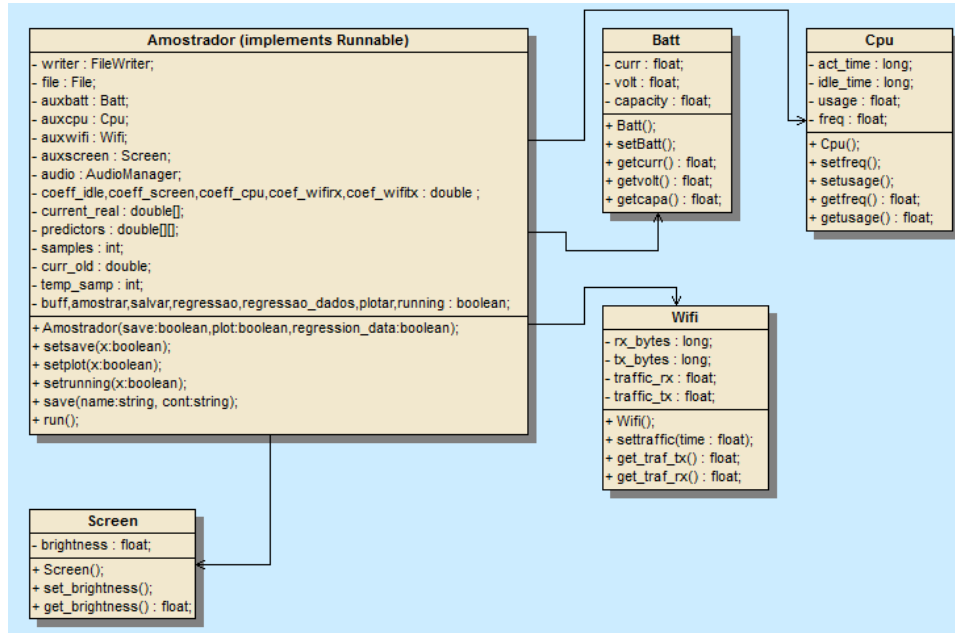 Amostrador (implements Runnable)
- writer : FileWriter;
- file : File;
- auxbatt : Batt;
- auxcpu : Cpu;
- auxwifi : Wifi;
- auxscreen : Screen;
- audio : AudioManager;
- coeff_idle,coeff_screen,coeff_cpu,coef_wifirx,coef_wifitx : double ;
- current_real : double[];
- predictors : double[][];
- samples : int;
- curr_old : double;
- temp_samp : int;
- buff,amostrar,salvar,regressao,regressao_dados,plotar,running : boolean;
+ Amostrador(save:boolean,plot:boolean,regression_data:boolean);
+ setsave(x:boolean);
+ setplot(x:boolean);
+ setrunning(x:boolean);
+ save(name:string, cont:string);
+ run();
Batt
- curr : float;
- volt : float;
- capacity : float;
+ Batt();
+ setBatt();
+ getcurr() : float;
+ getvolt() : float;
+ getcapa() : float;
Cpu
- act_time : long;
- idle_time : long;
- usage : float;
- freq : float;
+ Cpu();
+ setfreq();
+ setusage();
+ getfreq() : float;
+ getusage() : float;
Wifi
- rx_bytes : long;
- tx_bytes : long;
- traffic_rx : float;
- traffic_tx : float;
+ Wifi();
+ settraffic(time : float);
+ get_traf_tx() : float;
+ get_traf_rx() : float;
Screen
- brightness : float;
+ Screen();
+ set_brightness();
+ get_brightness() : float;